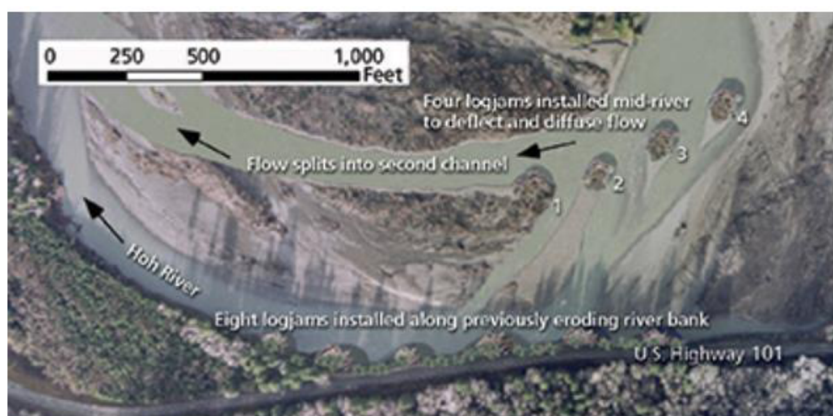 0 250 500 1,000
Feet
Four logjams installed mid-river
to deflect and diffuse flow
4
3
Flow splits into second channel
2
1
Hoh River
Eight logjams installed along previously eroding river bank
U.S. Highway 101